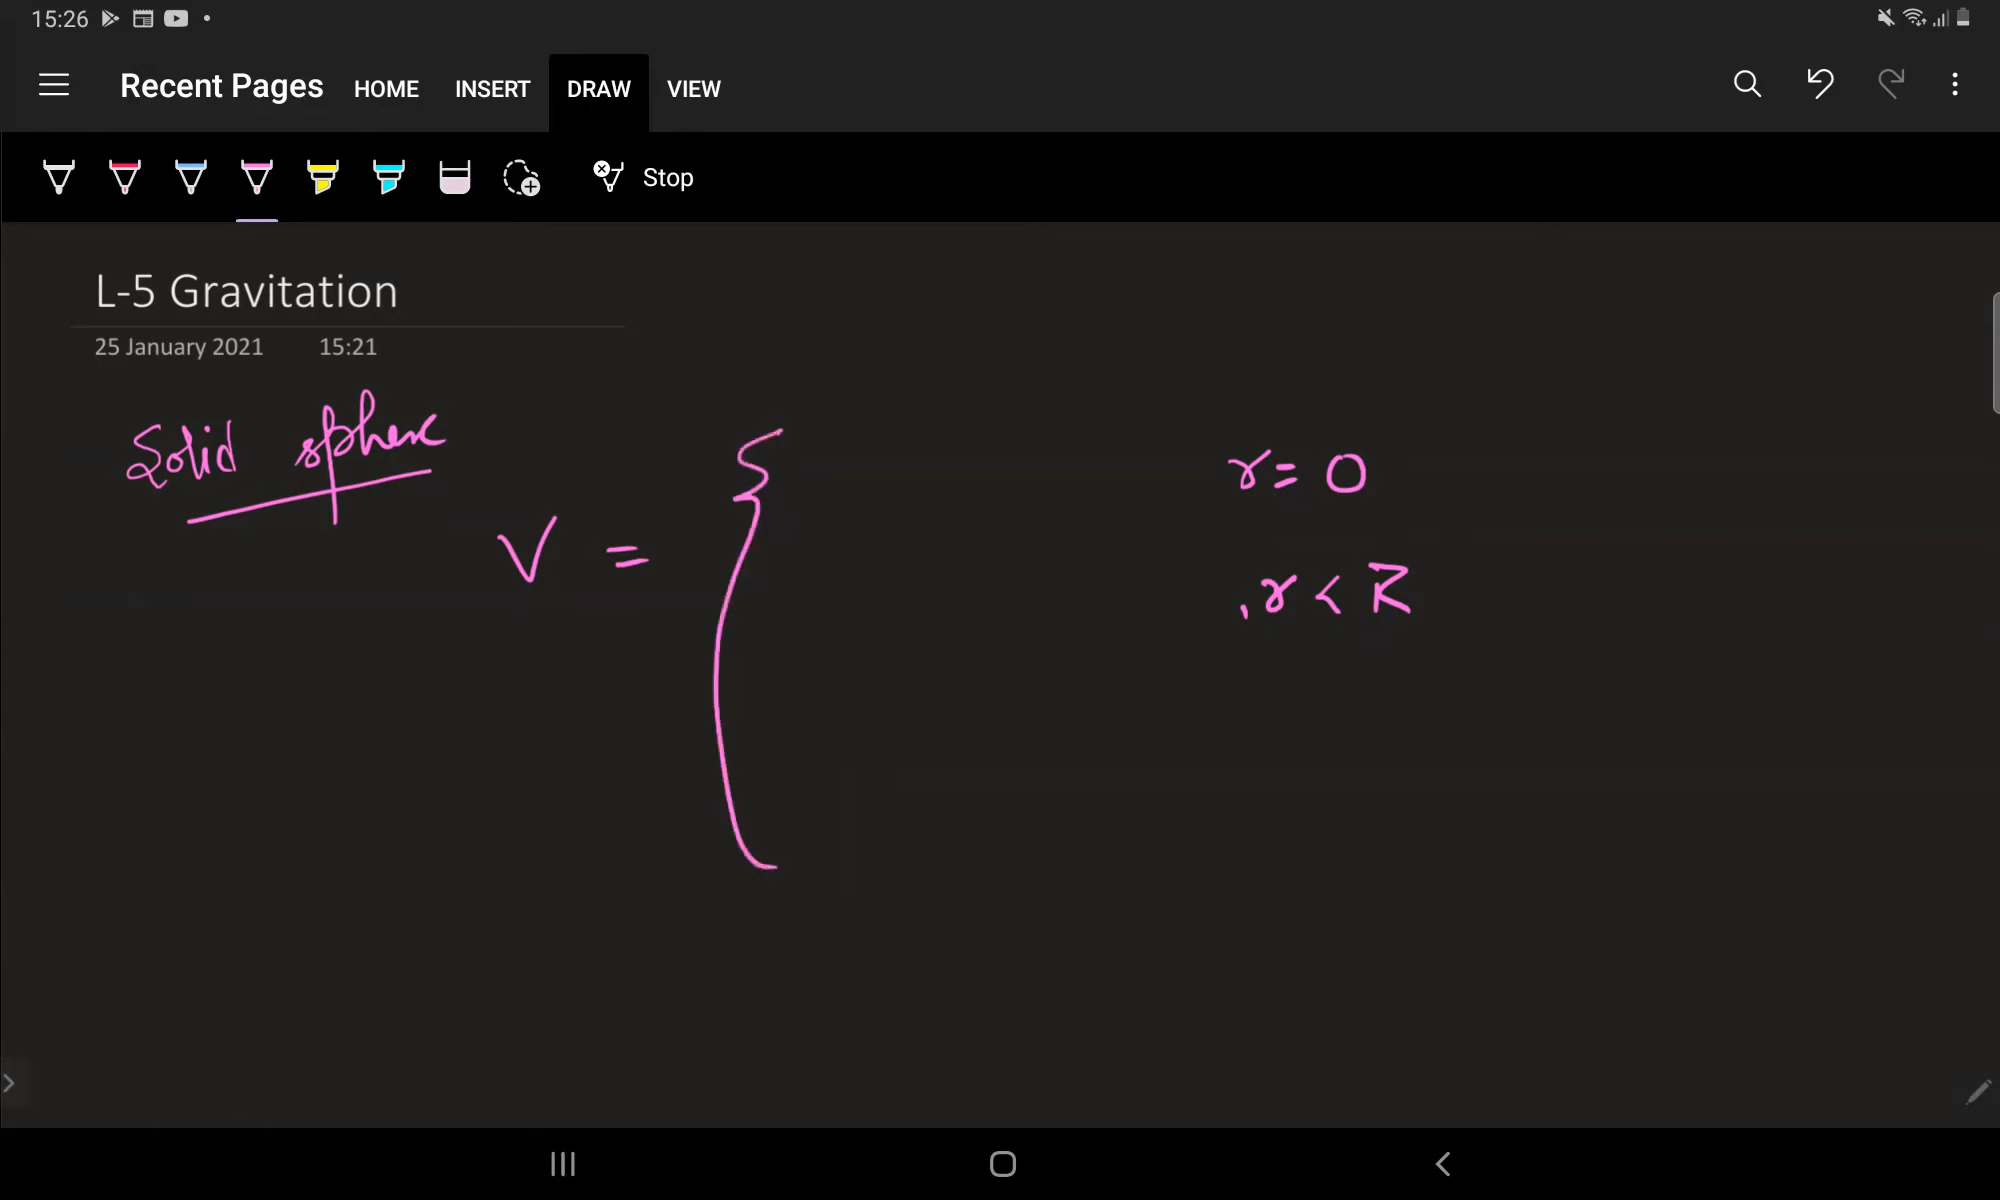 15:26
Recent Pages HOME INSERT DRAW VIEW
Stop
L-5 Gravitation
25 January 2021 15:21
Solid sphere
V = {
r = 0
, r < R